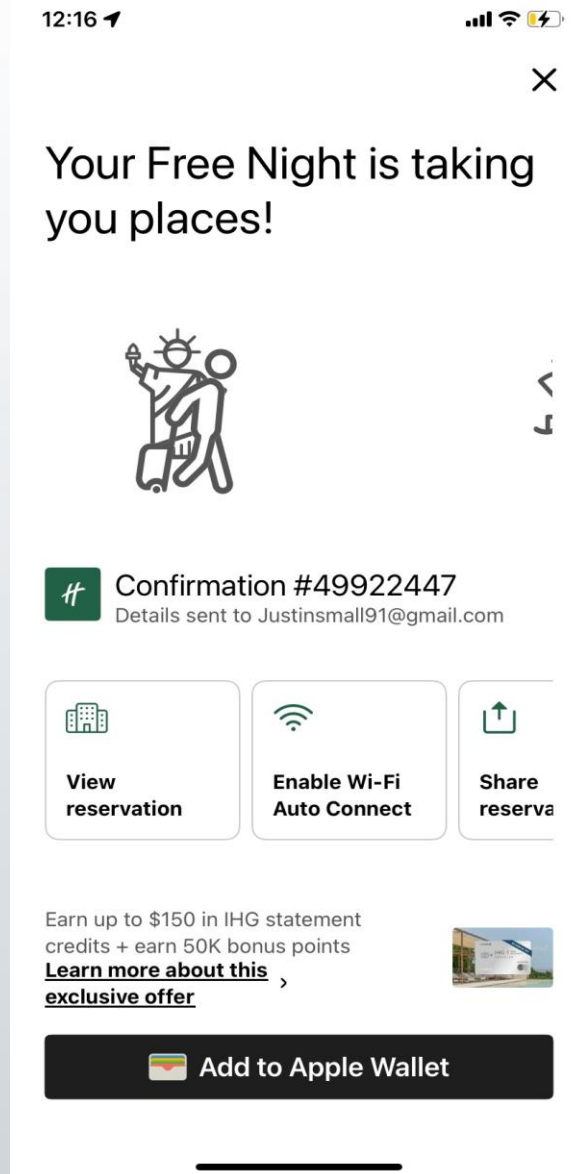 12:16
Your Free Night is taking
you places!
Confirmation #49922447
Details sent to Justinsmall91@gmail.com
View
reservation
Enable Wi-Fi
Auto Connect
Share
reserva
Earn up to $150 in IHG statement
credits + earn 50K bonus points
Learn more about this
exclusive offer
Add to Apple Wallet